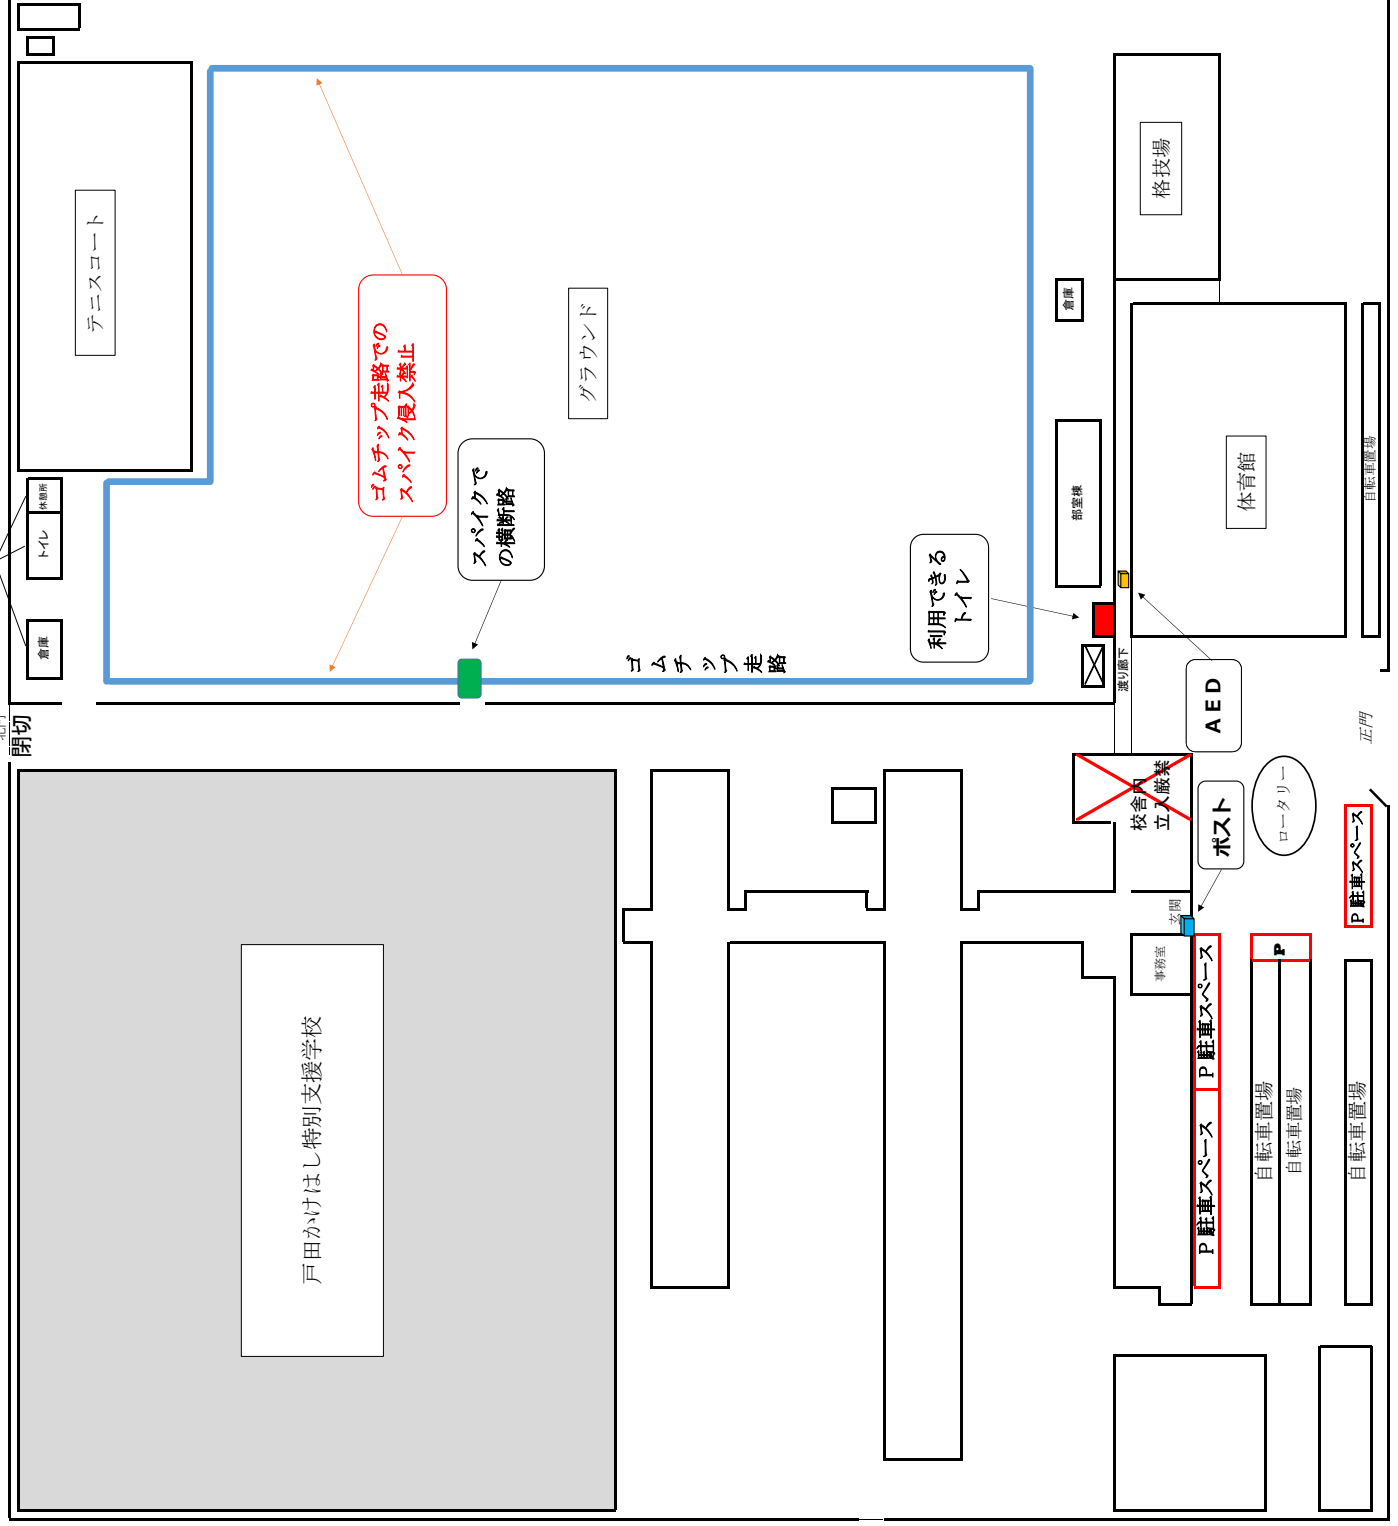 テニスコート
格技場
倉庫
ゴムチップ走路での
スパイク侵入禁止
グラウンド
スパイクで
の横断路
休憩所
トイレ
倉庫
部室棟
体育館
自転車置場
利用できる
トイレ
ゴムチップ走路
渡り廊下
AED
北門
閉切
正門
校舎内
立入厳禁
ポスト
ロータリー
P 駐車スペース
玄関
事務室
P
P 駐車スペース
P 駐車スペース
自転車置場
自転車置場
自転車置場
戸田かけはし特別支援学校